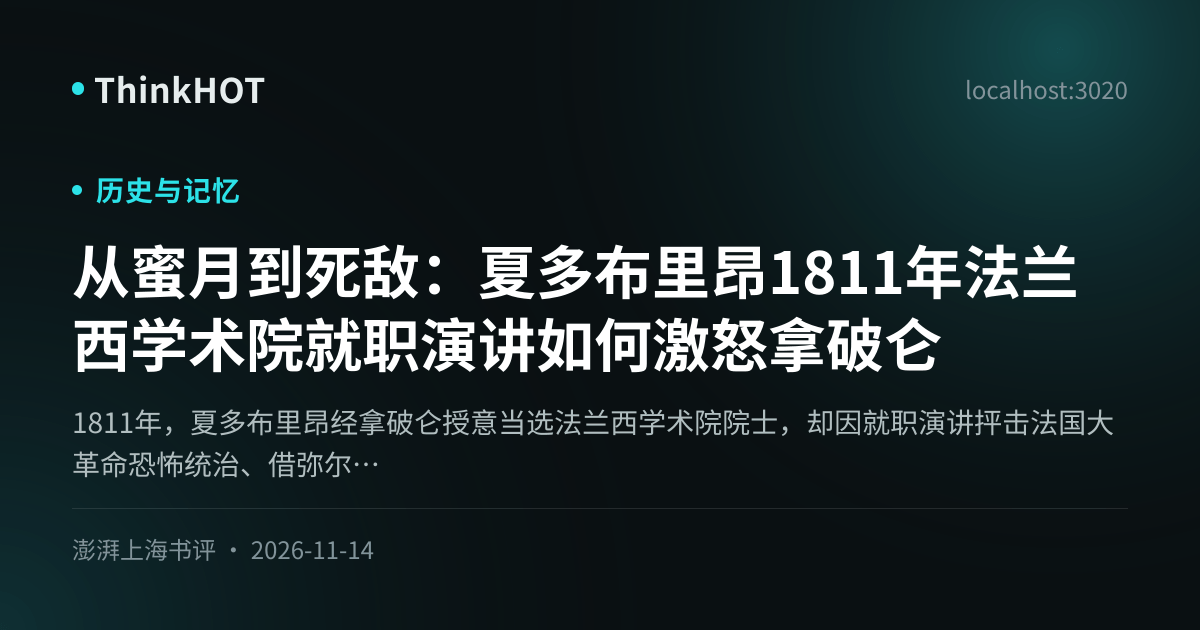 ThinkHOT
localhost:3020
历史与记忆
从蜜月到死敌：夏多布里昂1811年法兰
西学术院就职演讲如何激怒拿破仑
1811年，夏多布里昂经拿破仑授意当选法兰西学术院院士，却因就职演讲抨击法国大
革命恐怖统治、借弥尔…
澎湃上海书评 · 2026-11-14